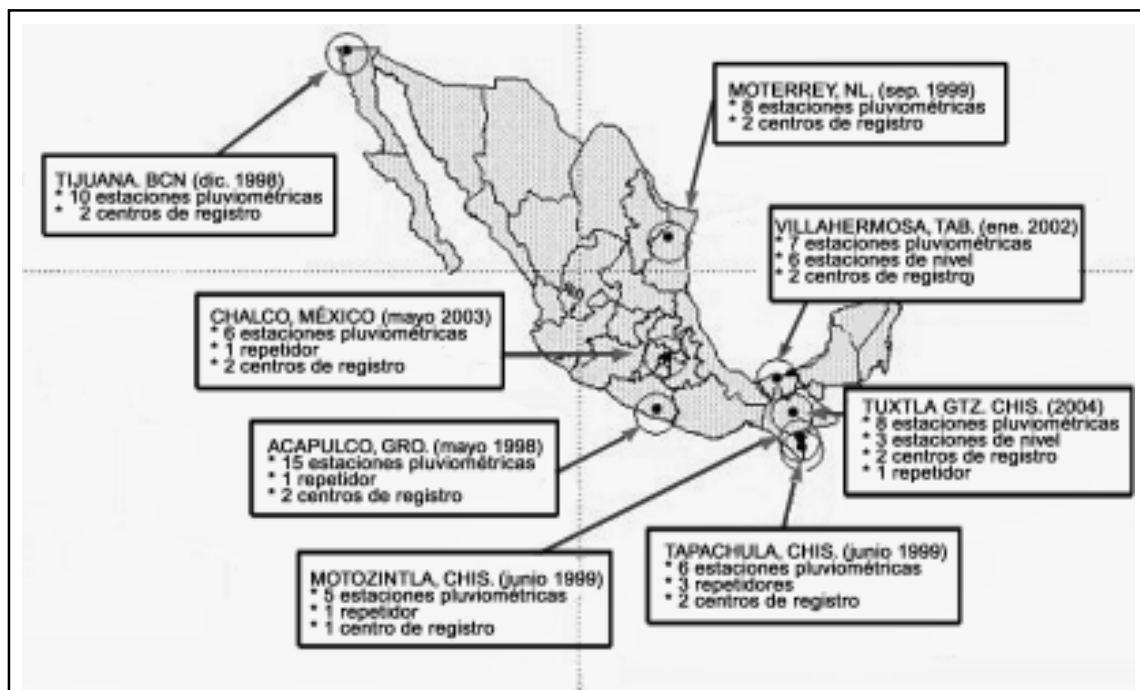 MOTERREY, NL, (sep. 1999)
* 8 estaciones pluviométricas
* 2 centros de registro
TIJUANA. BCN (dic. 1998)
* 10 estaciones pluviométricas
* 2 centros de registro
VILLAHERMOSA, TAB. (ene. 2002)
* 7 estaciones pluviométricas
* 6 estaciones de nivel
* 2 centros de registro
CHALCO, MÉXICO (mayo 2003)
* 6 estaciones pluviométricas
* 1 repetidor
* 2 centros de registro
TUXTLA GTZ. CHIS. (2004)
* 8 estaciones pluviométricas
* 3 estaciones de nivel
* 2 centros de registro
* 1 repetidor
ACAPULCO, GRO. (mayo 1998)
* 15 estaciones pluviométricas
* 1 repetidor
* 2 centros de registro
TAPACHULA, CHIS. (junio 1999)
* 6 estaciones pluviométricas
* 3 repetidores
* 2 centros de registro
MOTOZINTLA, CHIS. (junio 1999)
* 5 estaciones pluviométricas
* 1 repetidor
* 1 centro de registro